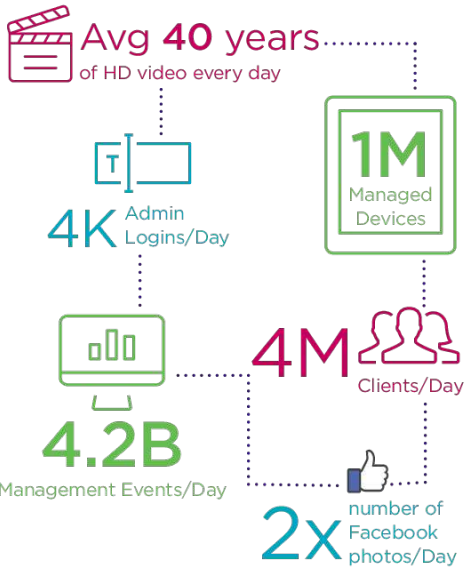 Avg 40 years
of HD video every day
1M
Managed
Devices
T
4K Admin
Logins/Day
4M
Clients/Day
4.2B
Management Events/Day
2x number of
Facebook
photos/Day